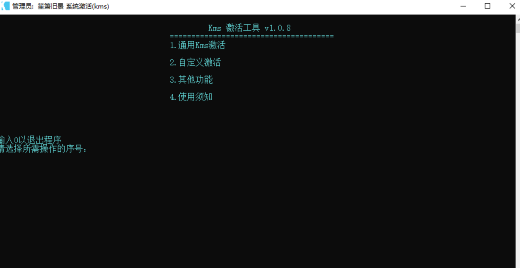 管理员: 笙篱旧景 系统激活(kms)
Kms 激活工具 v1.0.8
======================================
1.通用Kms激活
2.自定义激活
3.其他功能
4.使用须知
输入0以退出程序
请选择所需操作的序号: